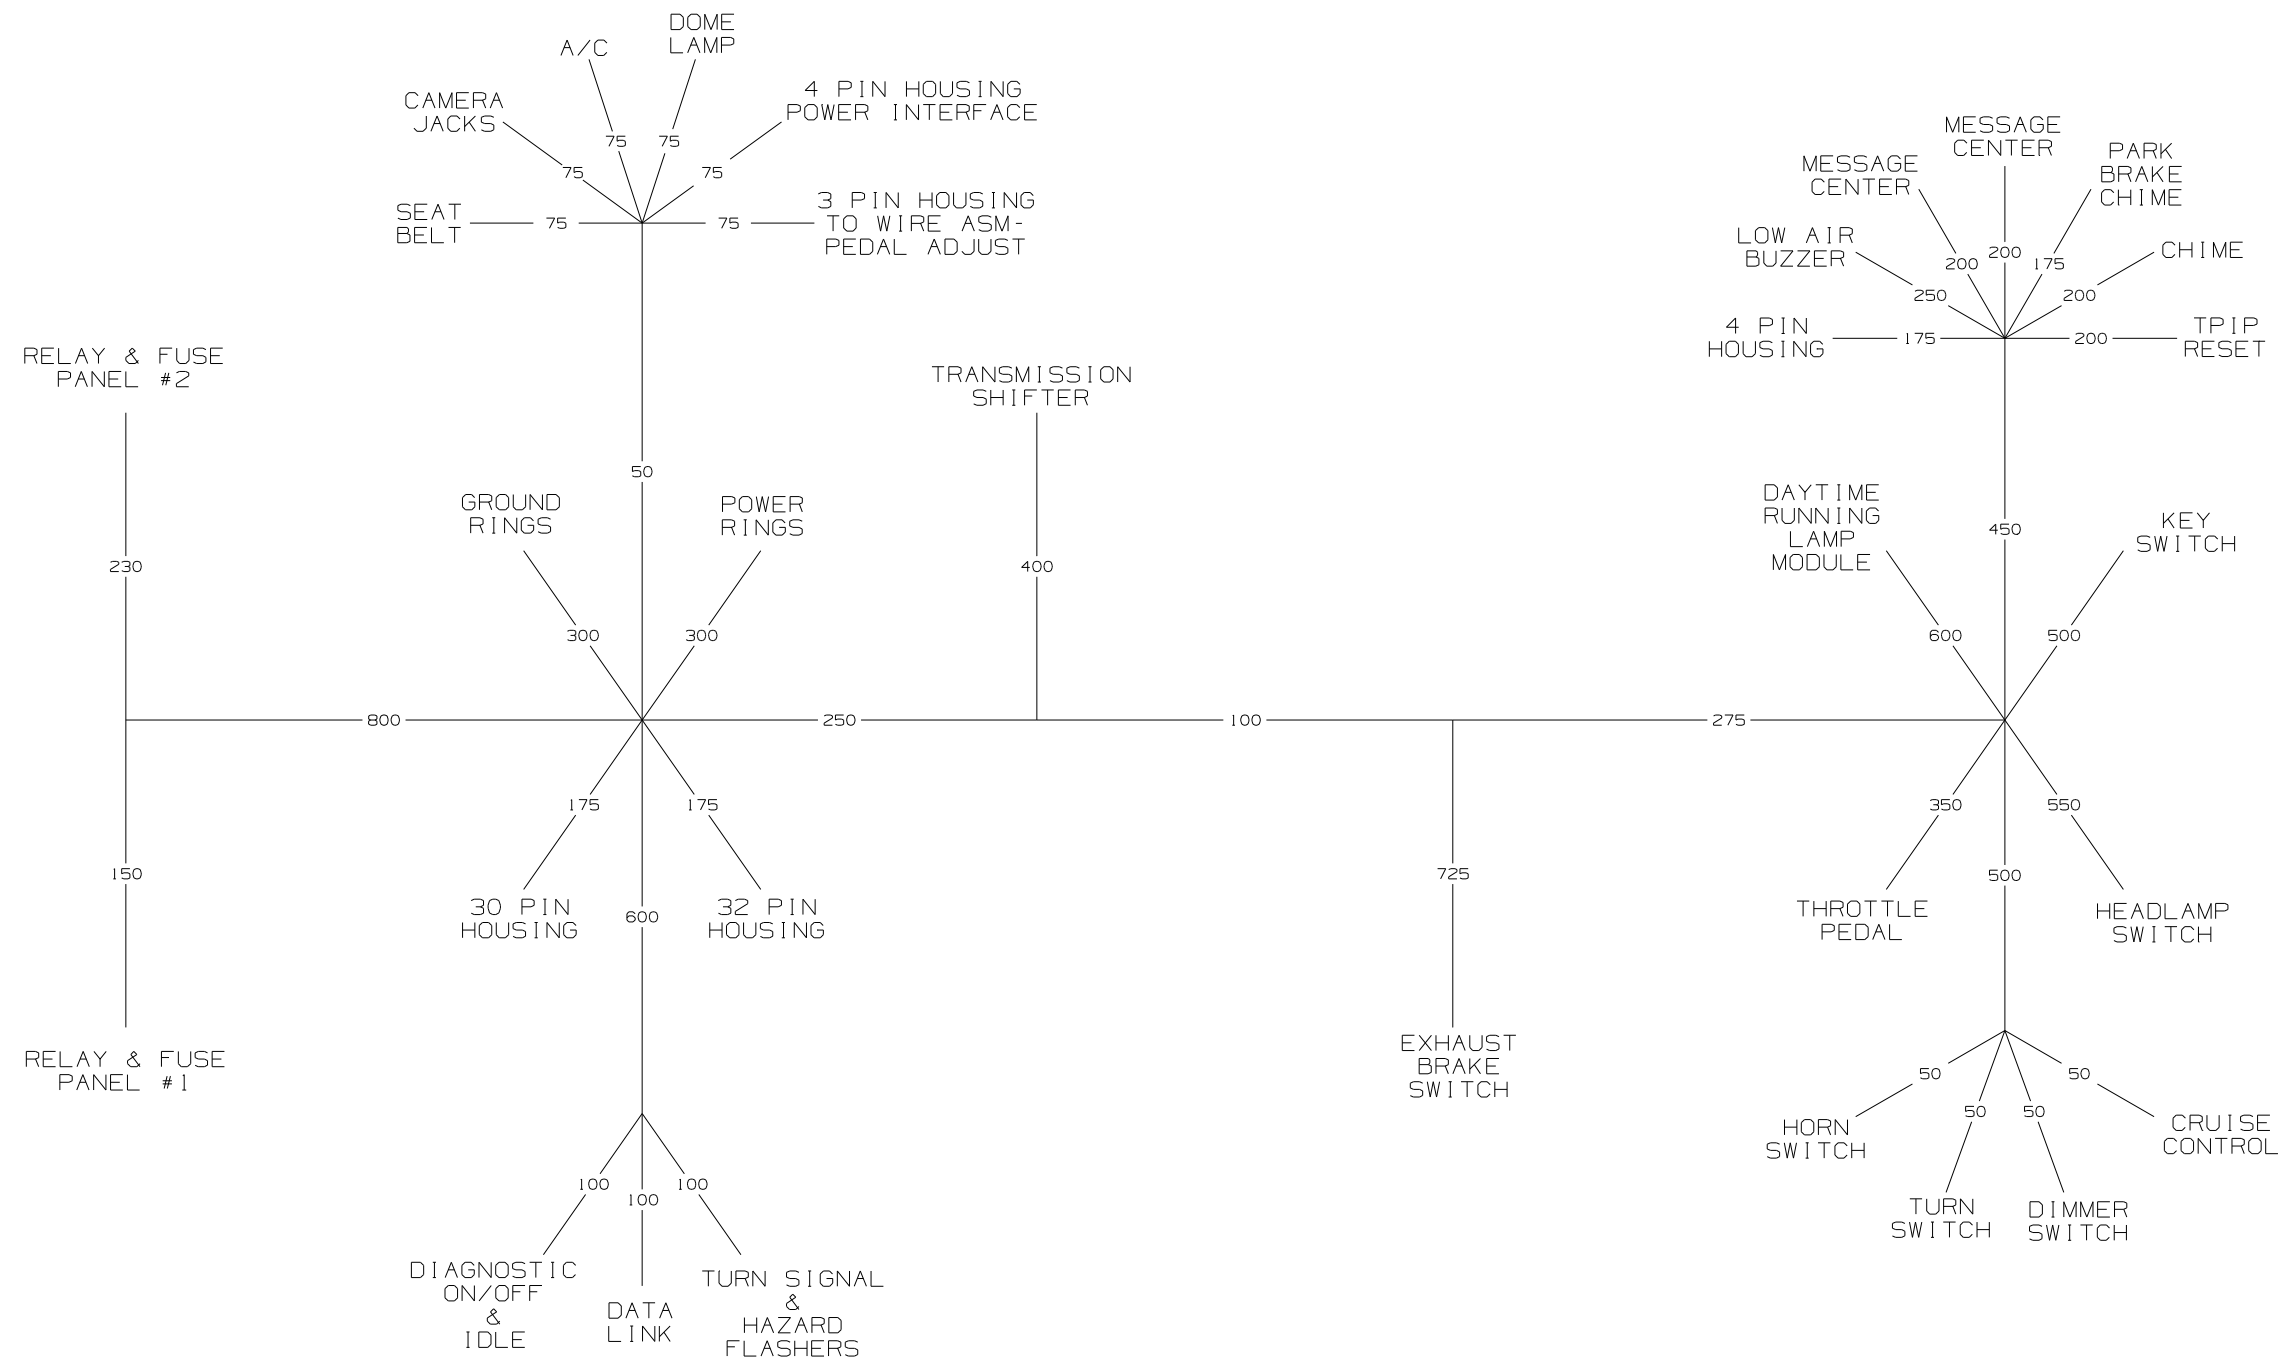 DOME
LAMP
A/C
CAMERA
JACKS
4 PIN HOUSING
POWER INTERFACE
75
75
75
75
SEAT
BELT
75
75
3 PIN HOUSING
TO WIRE ASM-
PEDAL ADJUST
MESSAGE
CENTER
MESSAGE
CENTER
PARK
BRAKE
CHIME
LOW AIR
BUZZER
CHIME
200
200
175
250
200
4 PIN
HOUSING
175
200
TPIP
RESET
RELAY & FUSE
PANEL #2
TRANSMISSION
SHIFTER
50
GROUND
RINGS
POWER
RINGS
DAYTIME
RUNNING
LAMP
MODULE
450
KEY
SWITCH
230
400
300
300
600
500
800
250
100
275
175
175
350
550
150
725
500
30 PIN
HOUSING
32 PIN
HOUSING
600
THROTTLE
PEDAL
HEADLAMP
SWITCH
RELAY & FUSE
PANEL #1
EXHAUST
BRAKE
SWITCH
50
50
50
50
HORN
SWITCH
CRUISE
CONTROL
100
100
100
TURN
SWITCH
DIMMER
SWITCH
DIAGNOSTIC
ON/OFF
&
IDLE
DATA
LINK
TURN SIGNAL
&
HAZARD
FLASHERS